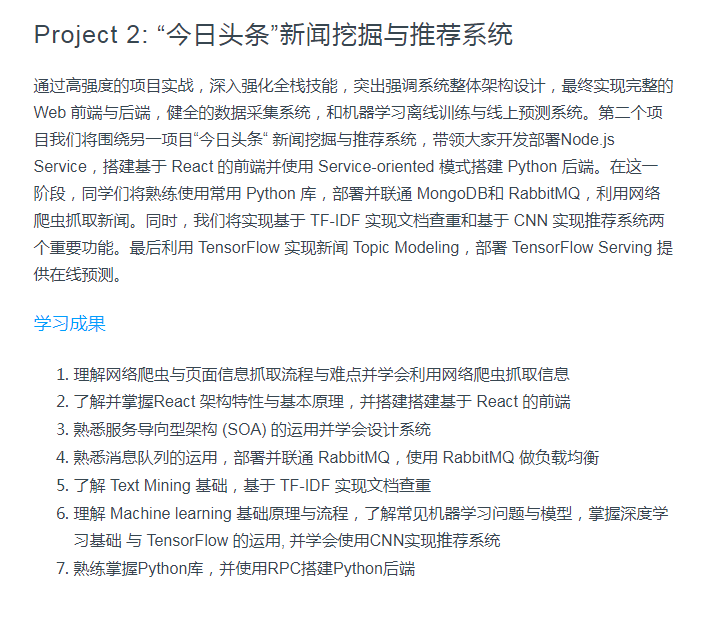 Project 2: “今日头条”新闻挖掘与推荐系统
通过高强度的项目实战，深入强化全栈技能，突出强调系统整体架构设计，最终实现完整的
Web 前端与后端，健全的数据采集系统，和机器学习离线训练与线上预测系统。第二个项
目我们将围绕另一项目“今日头条“ 新闻挖掘与推荐系统，带领大家开发部署Node.js
Service，搭建基于 React 的前端并使用 Service-oriented 模式搭建 Python 后端。在这一
阶段，同学们将熟练使用常用 Python 库，部署并联通 MongoDB和 RabbitMQ，利用网络
爬虫抓取新闻。同时，我们将实现基于 TF-IDF 实现文档查重和基于 CNN 实现推荐系统两
个重要功能。最后利用 TensorFlow 实现新闻 Topic Modeling，部署 TensorFlow Serving 提
供在线预测。
学习成果
1. 理解网络爬虫与页面信息抓取流程与难点并学会利用网络爬虫抓取信息
2. 了解并掌握React 架构特性与基本原理，并搭建搭建基于 React 的前端
3. 熟悉服务导向型架构 (SOA) 的运用并学会设计系统
4. 熟悉消息队列的运用，部署并联通 RabbitMQ，使用 RabbitMQ 做负载均衡
5. 了解 Text Mining 基础，基于 TF-IDF 实现文档查重
6. 理解 Machine learning 基础原理与流程，了解常见机器学习问题与模型，掌握深度学
习基础 与 TensorFlow 的运用, 并学会使用CNN实现推荐系统
7. 熟练掌握Python库，并使用RPC搭建Python后端